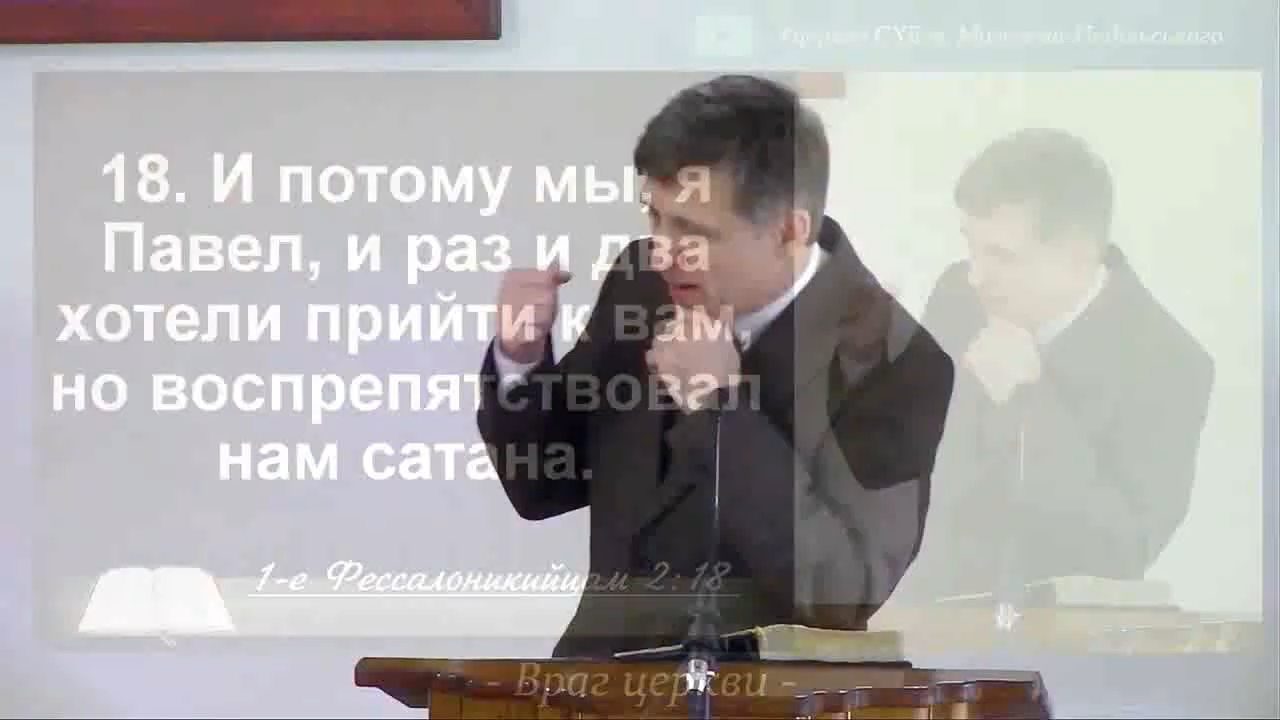 18. И потому мы, я
Павел, и раз и два
хотели прийти к вам,
но воспрепятствовал
нам сатана.
1-е Фессалоникийцам 2:18
- Враг церкви -